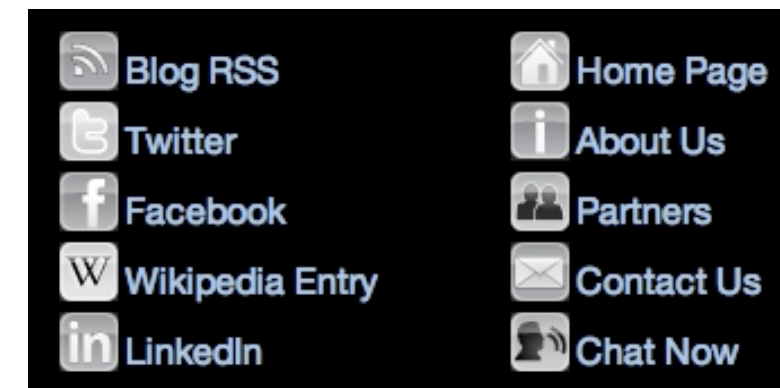 Blog RSS
Twitter
Facebook
Wikipedia Entry
LinkedIn
Home Page
About Us
Partners
Contact Us
Chat Now